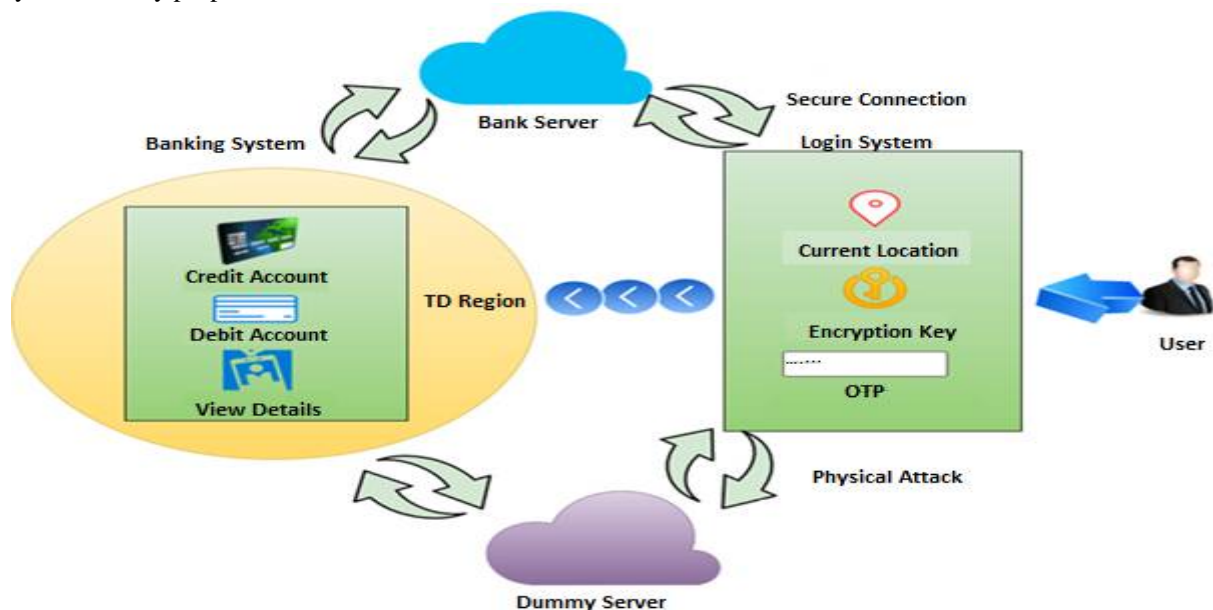 Bank Server
Secure Connection
Banking System
Login System
Current Location
Credit Account
TD Region
Encryption Key
Debit Account
User
OTP
View Details
Physical Attack
Dummy Server